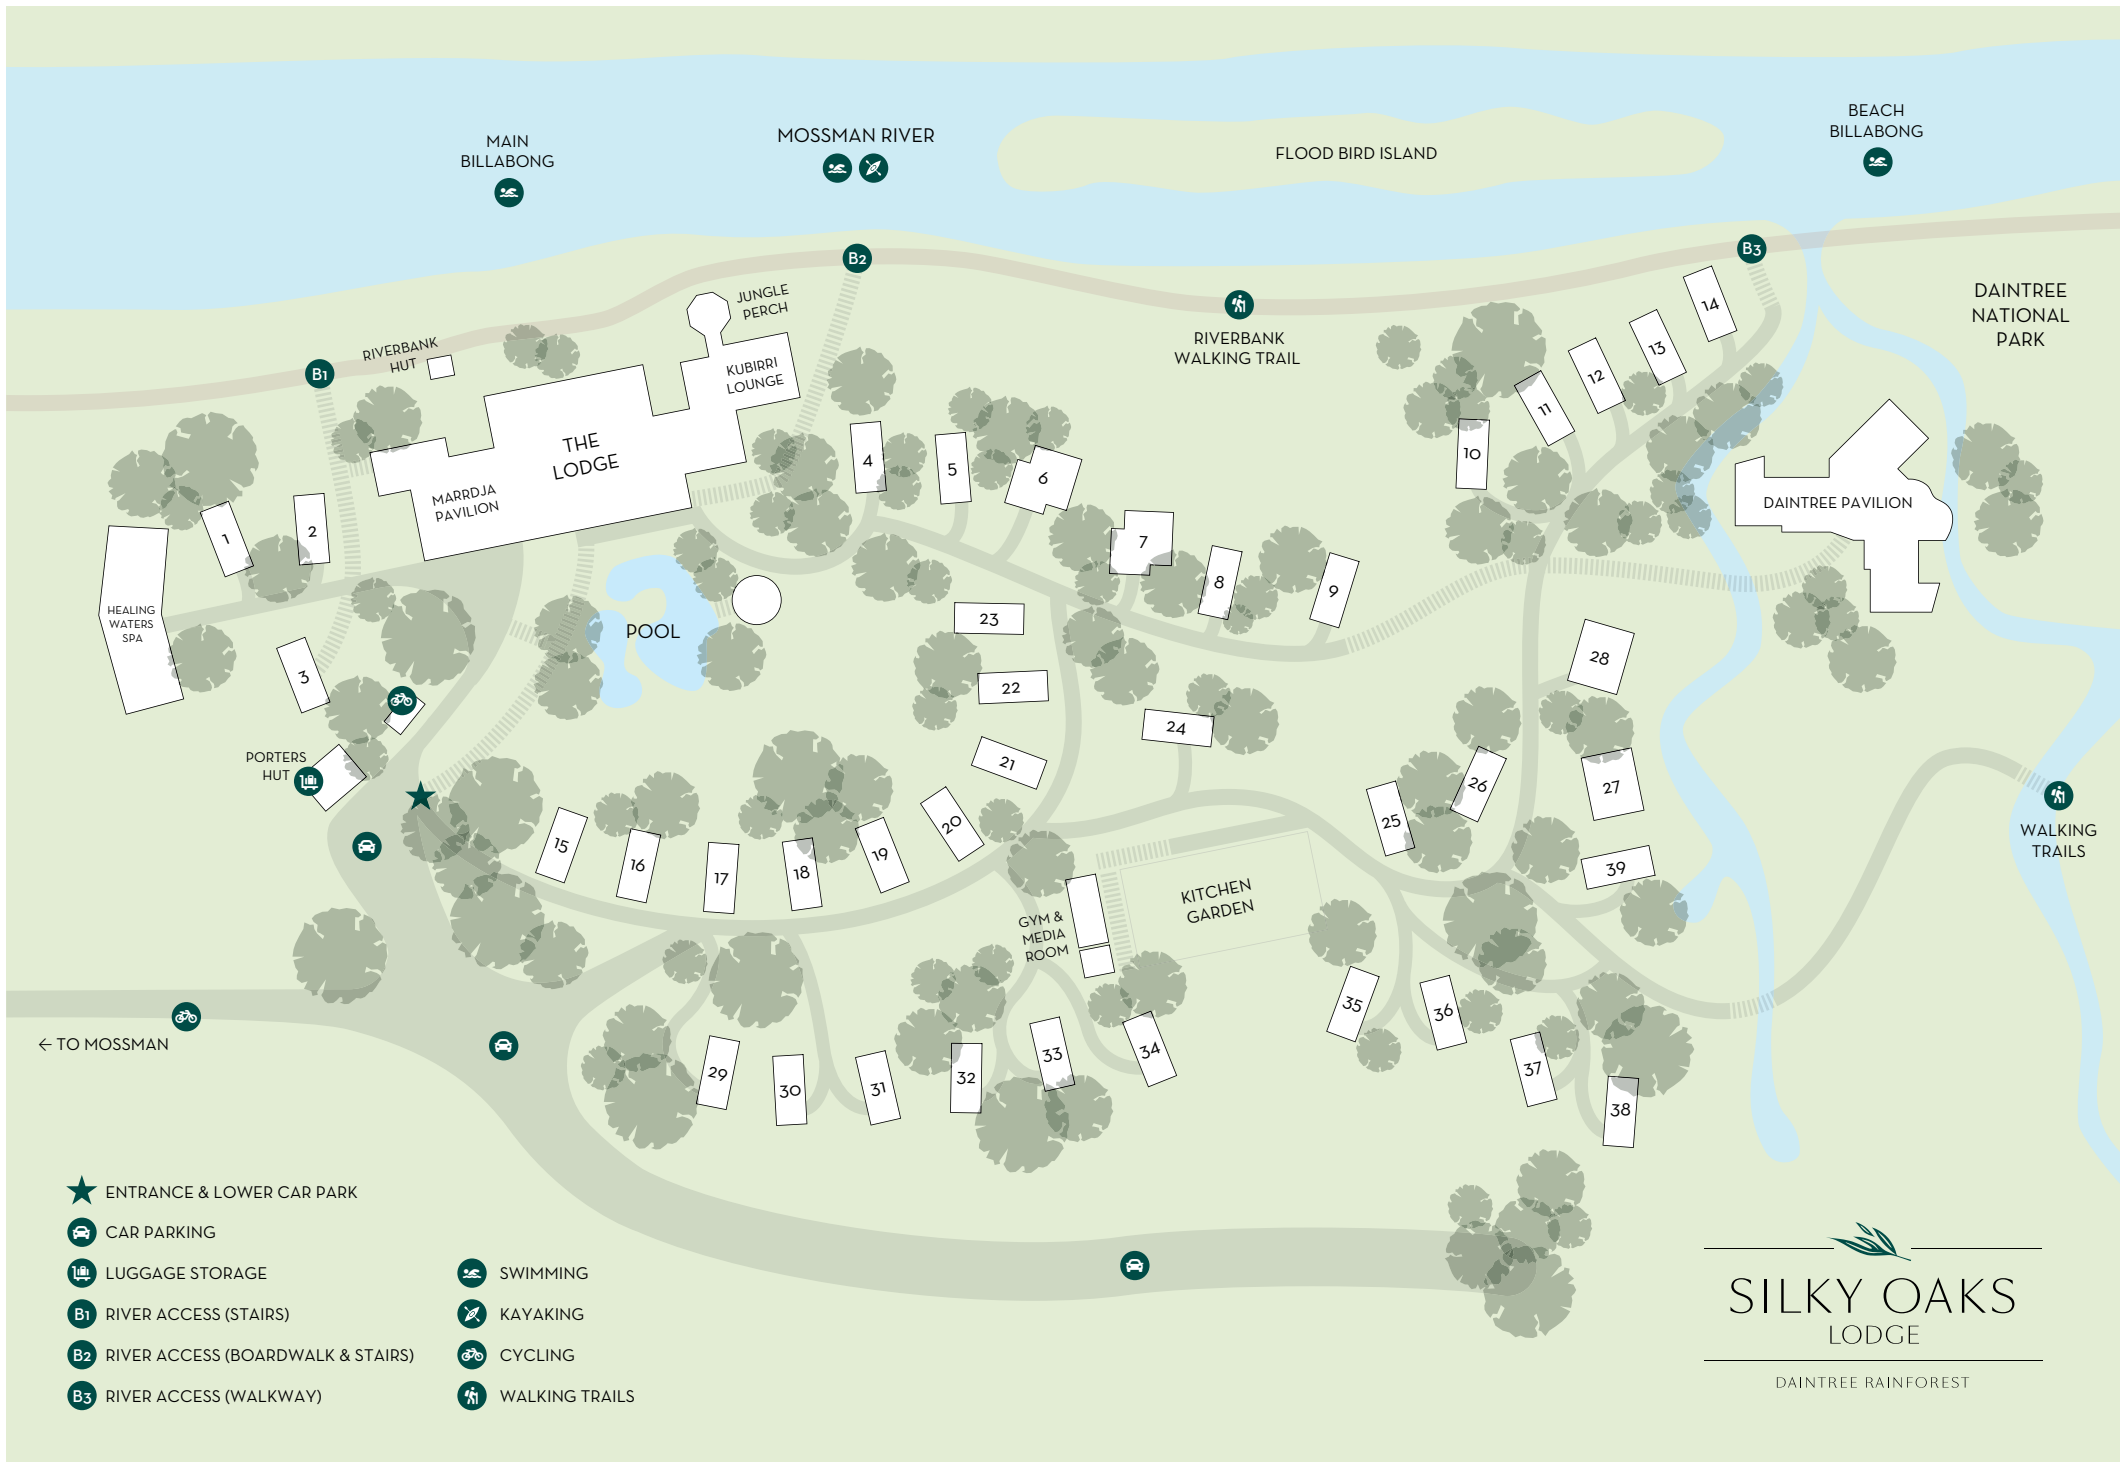 MAIN
BILLABONG
MOSSMAN RIVER
FLOOD BIRD ISLAND
BEACH
BILLABONG
B1
B2
B3
RIVERBANK
HUT
JUNGLE
PERCH
KUBIRRI
LOUNGE
THE
LODGE
MARRDJA
PAVILION
RIVERBANK
WALKING TRAIL
DAINTREE
NATIONAL
PARK
DAINTREE PAVILION
HEALING
WATERS
SPA
POOL
PORTERS
HUT
1
2
3
4
5
6
7
8
9
10
11
12
13
14
15
16
17
18
19
20
21
22
23
24
25
26
27
28
29
30
31
32
33
34
35
36
37
38
39
GYM &
MEDIA
ROOM
KITCHEN
GARDEN
WALKING
TRAILS
← TO MOSSMAN
ENTRANCE & LOWER CAR PARK
CAR PARKING
LUGGAGE STORAGE
B1 RIVER ACCESS (STAIRS)
B2 RIVER ACCESS (BOARDWALK & STAIRS)
B3 RIVER ACCESS (WALKWAY)
SWIMMING
KAYAKING
CYCLING
WALKING TRAILS
SILKY OAKS
LODGE
DAINTREE RAINFOREST